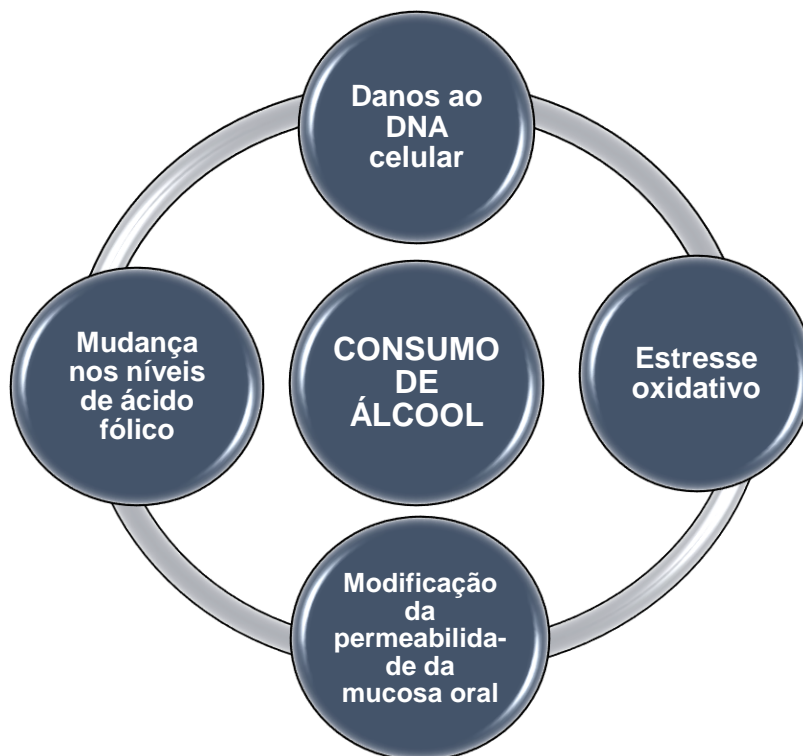 Danos ao
DNA
celular
Mudança
nos níveis
de ácido
fólico
CONSUMO
DE
ÁLCOOL
Estresse
oxidativo
Modificação
da
permeabilida-
de da
mucosa oral